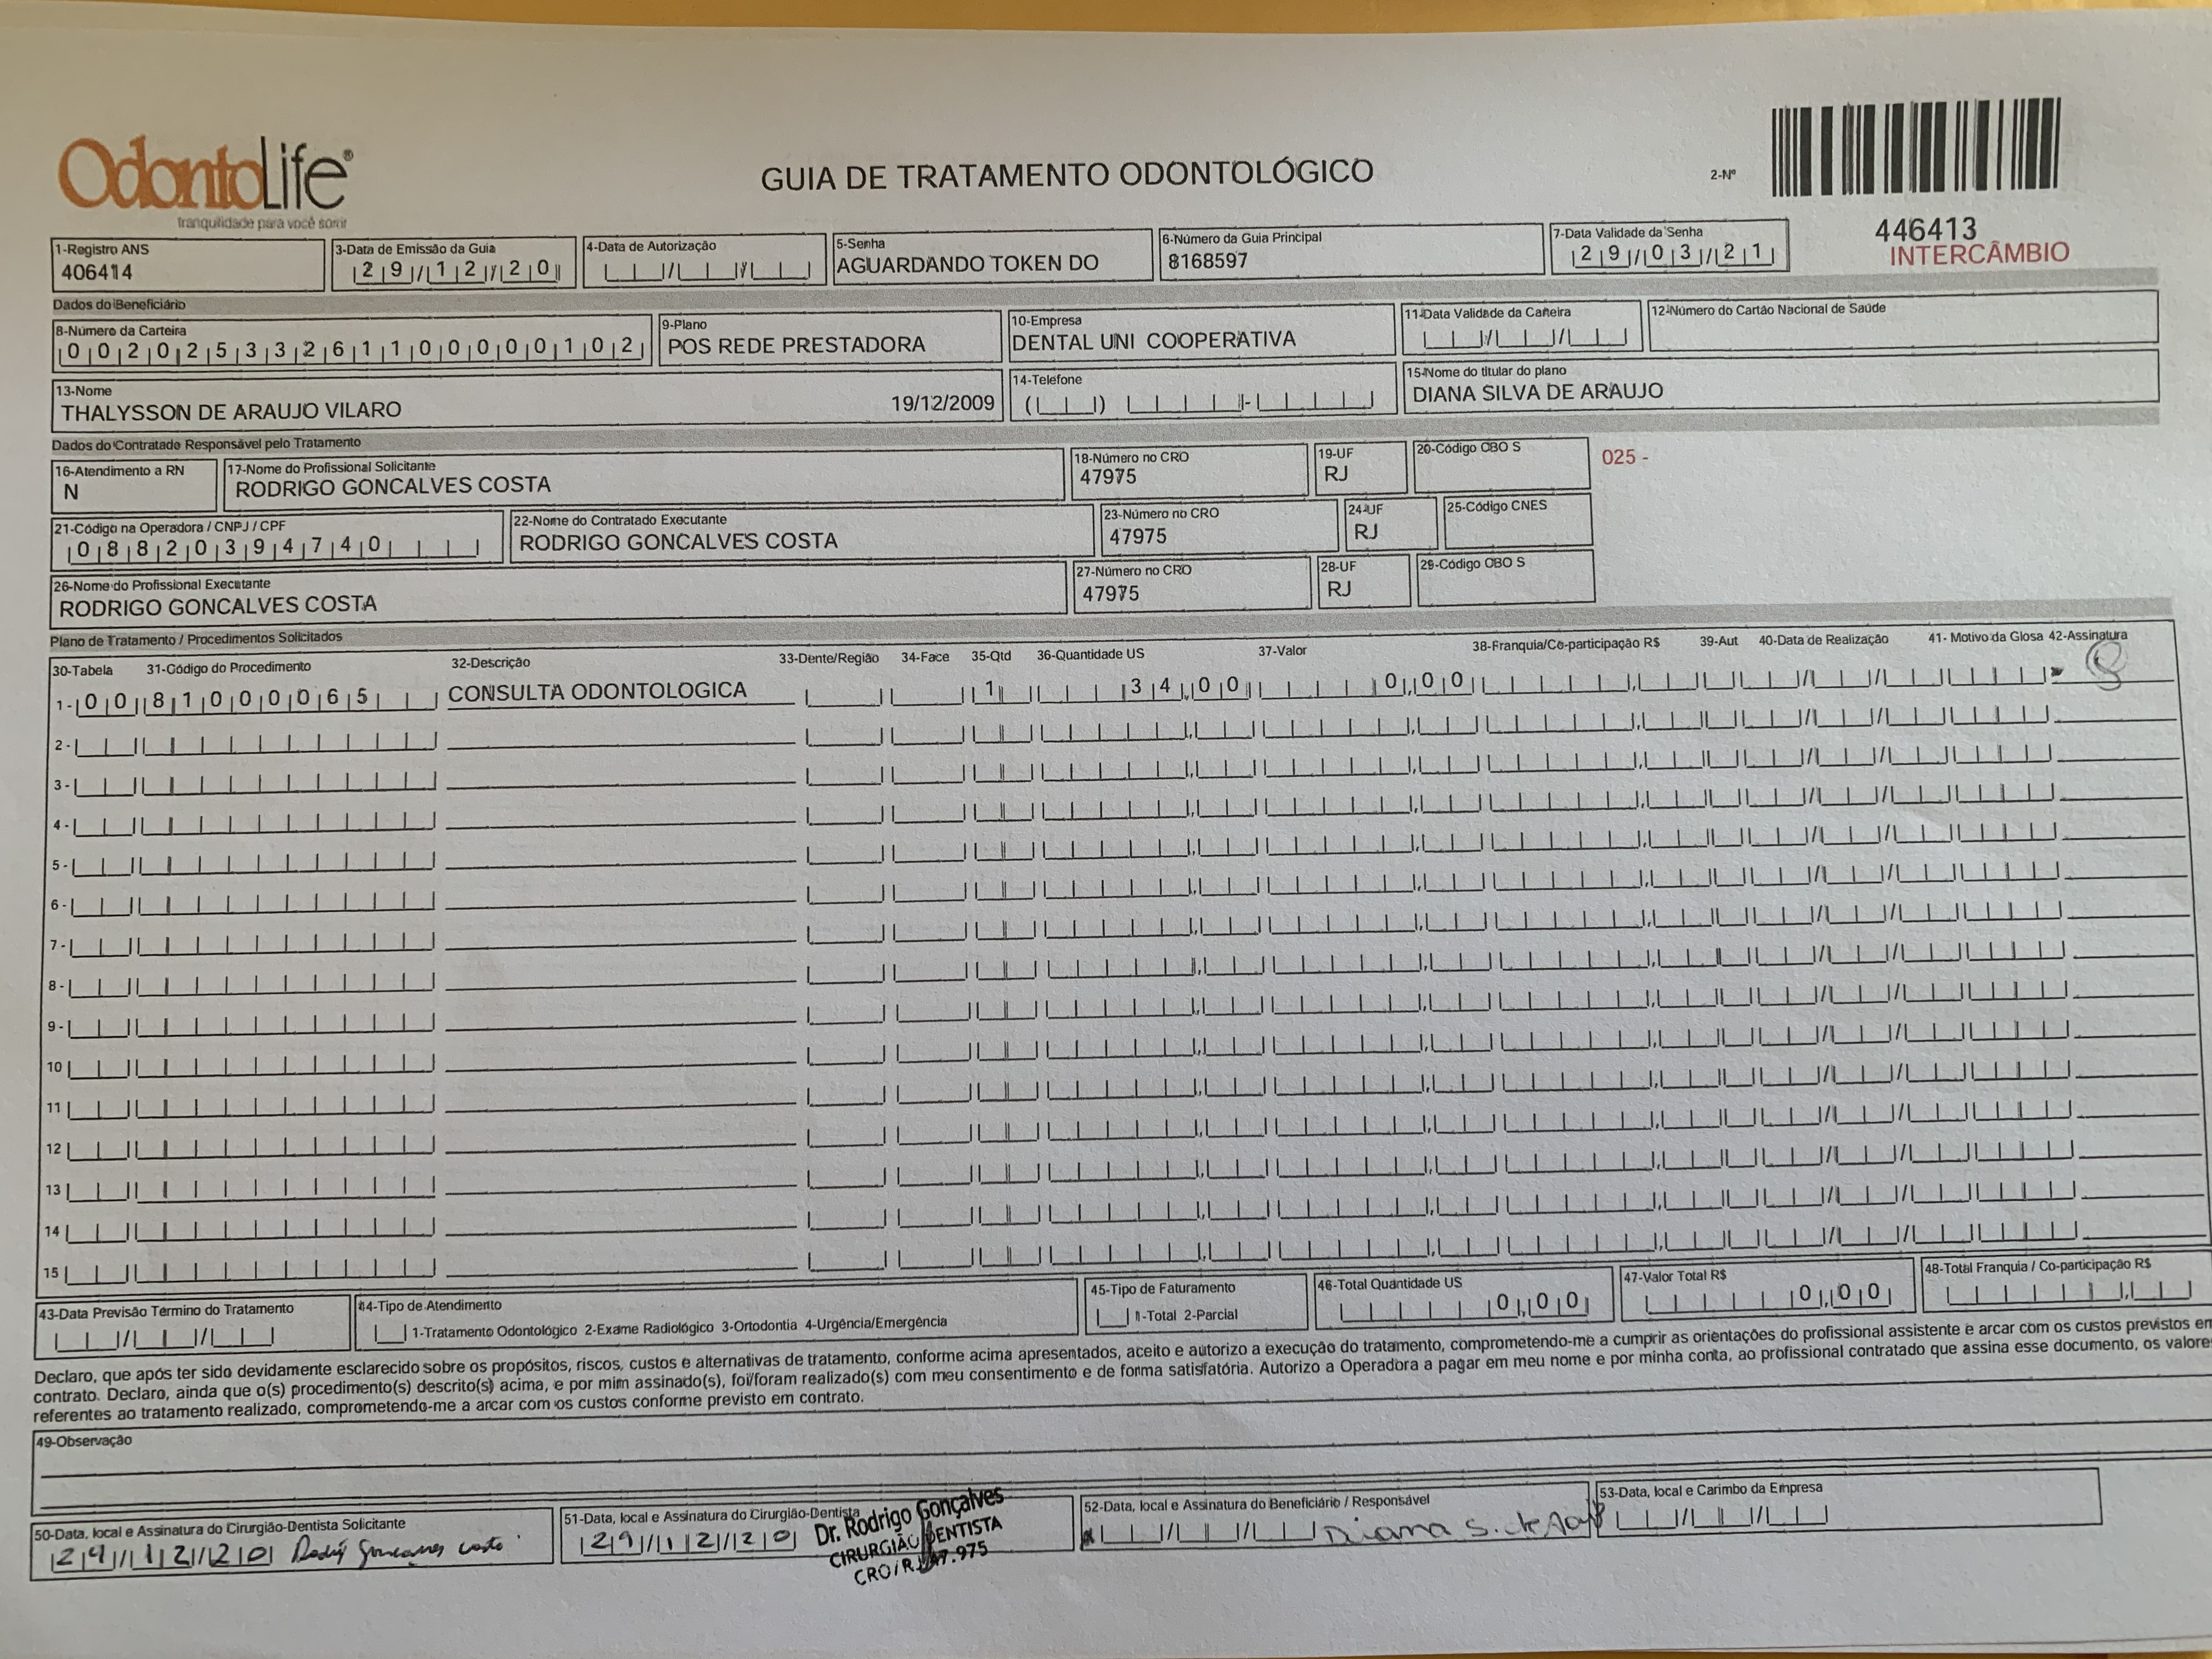 OdontoLife®
tranquilidade para você sorrir
GUIA DE TRATAMENTO ODONTOLÓGICO
2-Nº
446413
INTERCÂMBIO
1-Registro ANS
406414
3-Data de Emissão da Guia
29/12/20
4-Data de Autorização
5-Senha
AGUARDANDO TOKEN DO
6-Número da Guia Principal
8168597
7-Data Validade da Senha
29/03/21
Dados do Beneficiário
8-Número da Carteira
00202533261100000102
9-Plano
POS REDE PRESTADORA
10-Empresa
DENTAL UNI COOPERATIVA
11-Data Validade da Carteira
12-Número do Cartão Nacional de Saúde
13-Nome
THALYSSON DE ARAUJO VILARO 19/12/2009
14-Telefone
15-Nome do titular do plano
DIANA SILVA DE ARAUJO
Dados do Contratado Responsável pelo Tratamento
16-Atendimento a RN
N
17-Nome do Profissional Solicitante
RODRIGO GONCALVES COSTA
18-Número no CRO
47975
19-UF
RJ
20-Código CBO S
025 -
21-Código na Operadora / CNPJ / CPF
08820394740
22-Nome do Contratado Executante
RODRIGO GONCALVES COSTA
23-Número no CRO
47975
24-UF
RJ
25-Código CNES
26-Nome do Profissional Executante
RODRIGO GONCALVES COSTA
27-Número no CRO
47975
28-UF
RJ
29-Código CBO S
Plano de Tratamento / Procedimentos Solicitados
30-Tabela 31-Código do Procedimento 32-Descrição 33-Dente/Região 34-Face 35-Qtd 36-Quantidade US 37-Valor 38-Franquia/Co-participação R$ 39-Aut 40-Data de Realização 41- Motivo da Glosa 42-Assinatura
1- 00 81000065 CONSULTA ODONTOLOGICA 1 34,00 0,00
2-
3-
4-
5-
6-
7-
8-
9-
10
11
12
13
14
15
43-Data Previsão Término do Tratamento
44-Tipo de Atendimento
1-Tratamento Odontológico 2-Exame Radiológico 3-Ortodontia 4-Urgência/Emergência
45-Tipo de Faturamento
1-Total 2-Parcial
46-Total Quantidade US
0,00
47-Valor Total R$
0,00
48-Total Franquia / Co-participação R$
Declaro, que após ter sido devidamente esclarecido sobre os propósitos, riscos, custos e alternativas de tratamento, conforme acima apresentados, aceito e autorizo a execução do tratamento, comprometendo-me a cumprir as orientações do profissional assistente e arcar com os custos previstos em
contrato. Declaro, ainda que o(s) procedimento(s) descrito(s) acima, e por mim assinado(s), foi/foram realizado(s) com meu consentimento e de forma satisfatória. Autorizo a Operadora a pagar em meu nome e por minha conta, ao profissional contratado que assina esse documento, os valores
referentes ao tratamento realizado, comprometendo-me a arcar com os custos conforme previsto em contrato.
49-Observação
50-Data, local e Assinatura do Cirurgião-Dentista Solicitante
29/12/20 Rodrigo Goncalves Costa
51-Data, local e Assinatura do Cirurgião-Dentista
29/12/20
Dr. Rodrigo Gonçalves
CIRURGIÃO DENTISTA
CRO/RJ 47.975
52-Data, local e Assinatura do Beneficiário / Responsável
Diana S. de
53-Data, local e Carimbo da Empresa